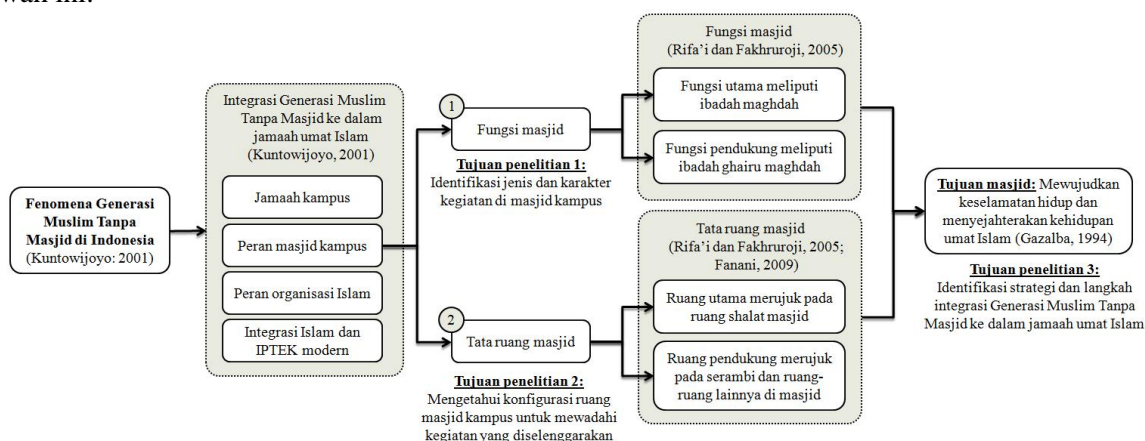 wah ini:
Fenomena Generasi
Muslim Tanpa
Masjid di Indonesia
(Kuntowijoyo: 2001)
Integrasi Generasi Muslim
Tanpa Masjid ke dalam
jamaah umat Islam
(Kuntowijoyo, 2001)
Jamaah kampus
Peran masjid kampus
Peran organisasi Islam
Integrasi Islam dan
IPTEK modern
1
Fungsi masjid
Tujuan penelitian 1:
Identifikasi jenis dan karakter
kegiatan di masjid kampus
2
Tata ruang masjid
Tujuan penelitian 2:
Mengetahui konfigurasi ruang
masjid kampus untuk mewadahi
kegiatan yang diselenggarakan
Fungsi masjid
(Rifa'i dan Fakhruroji, 2005)
Fungsi utama meliputi
ibadah maghdah
Fungsi pendukung meliputi
ibadah ghairu maghdah
Tata ruang masjid
(Rifa'i dan Fakhruroji, 2005;
Fanani, 2009)
Ruang utama merujuk pada
ruang shalat masjid
Ruang pendukung merujuk
pada serambi dan ruang-
ruang lainnya di masjid
Tujuan masjid: Mewujudkan
keselamatan hidup dan
menyejahterakan kehidupan
umat Islam (Gazalba, 1994)
Tujuan penelitian 3:
Identifikasi strategi dan langkah
integrasi Generasi Muslim Tanpa
Masjid ke dalam jamaah umat Islam